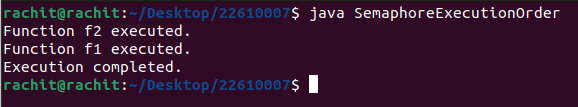 rachit@rachit:~/Desktop/22610007$ java SemaphoreExecutionOrder
Function f2 executed.
Function f1 executed.
Execution completed.
rachit@rachit:~/Desktop/22610007$